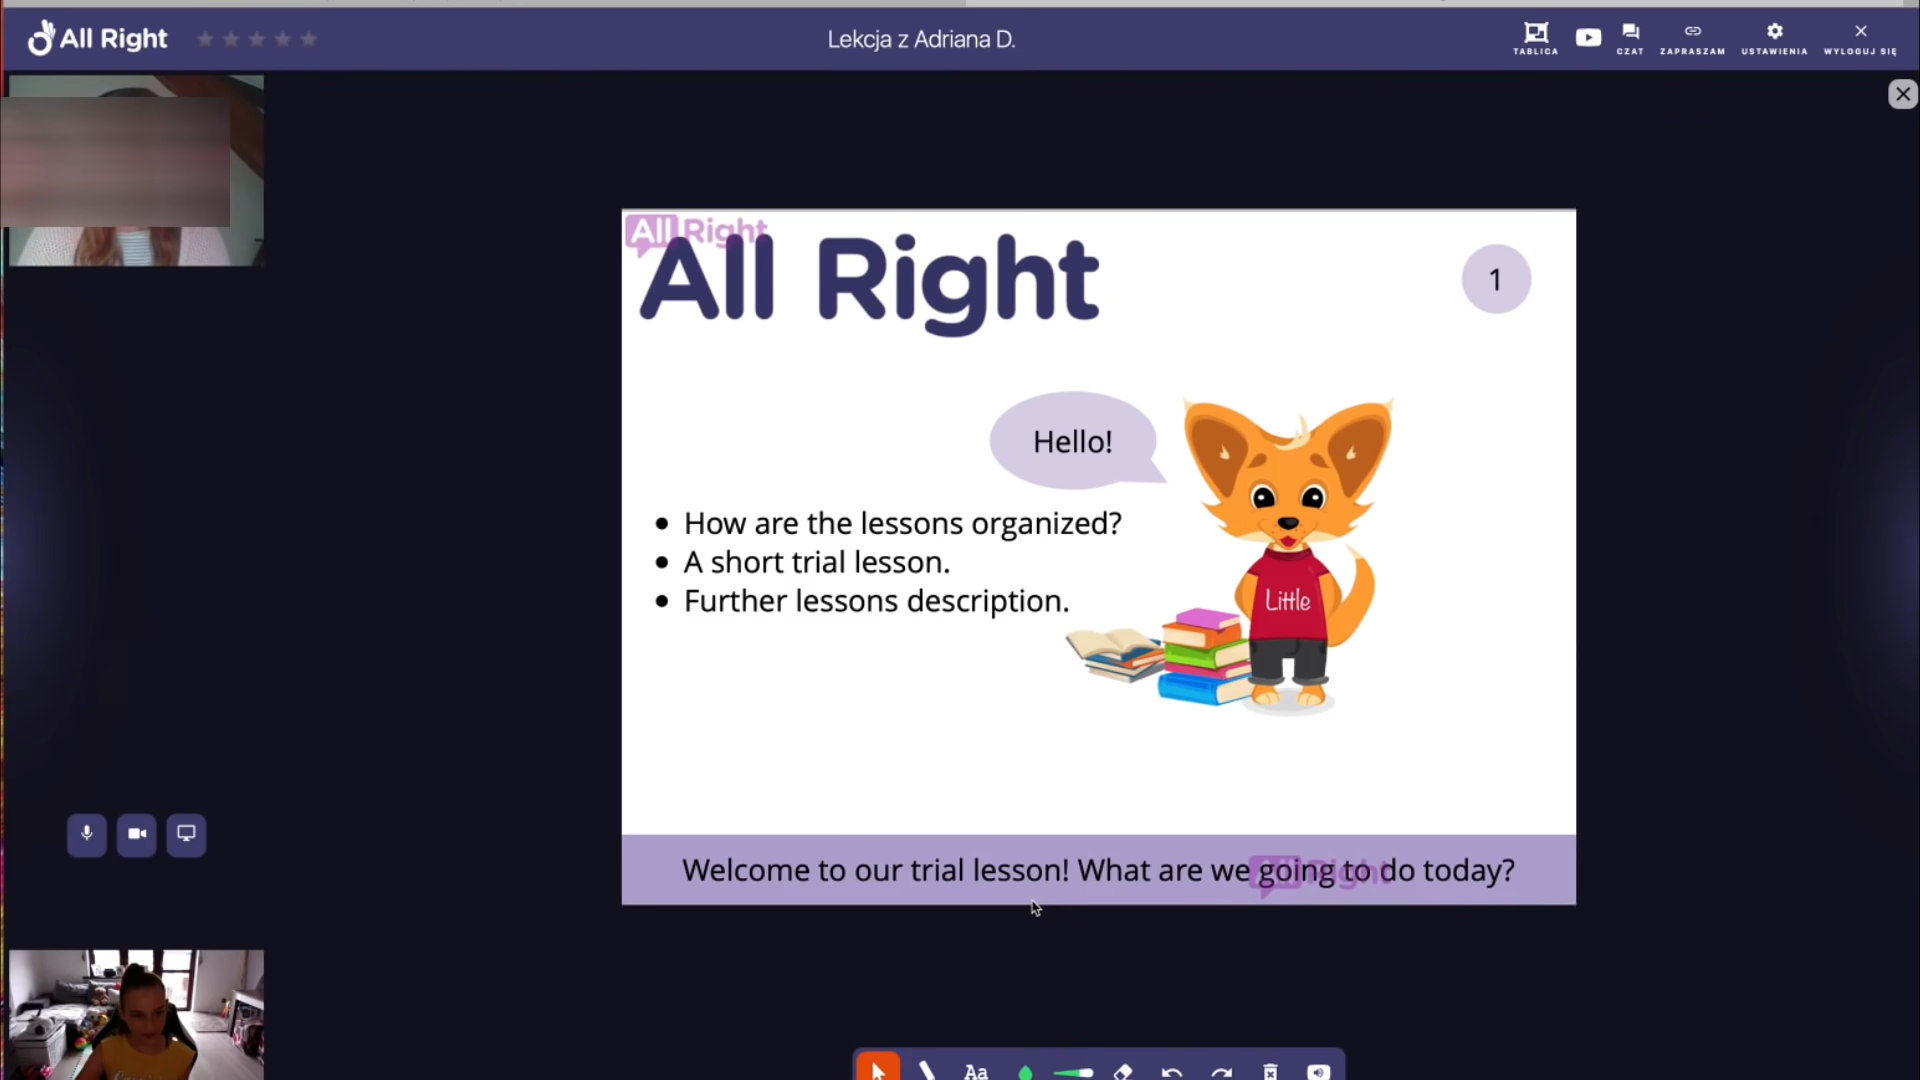 All Right
Lekcja z Adriana D.
TABLICA
CZAT
ZAPRASZAM
USTAWIENIA
WYLOGUJ SIĘ
All Right
All Right
1
Hello!
How are the lessons organized?
A short trial lesson.
Further lessons description.
Little
Welcome to our trial lesson! What are we going to do today?
All Right
Aa